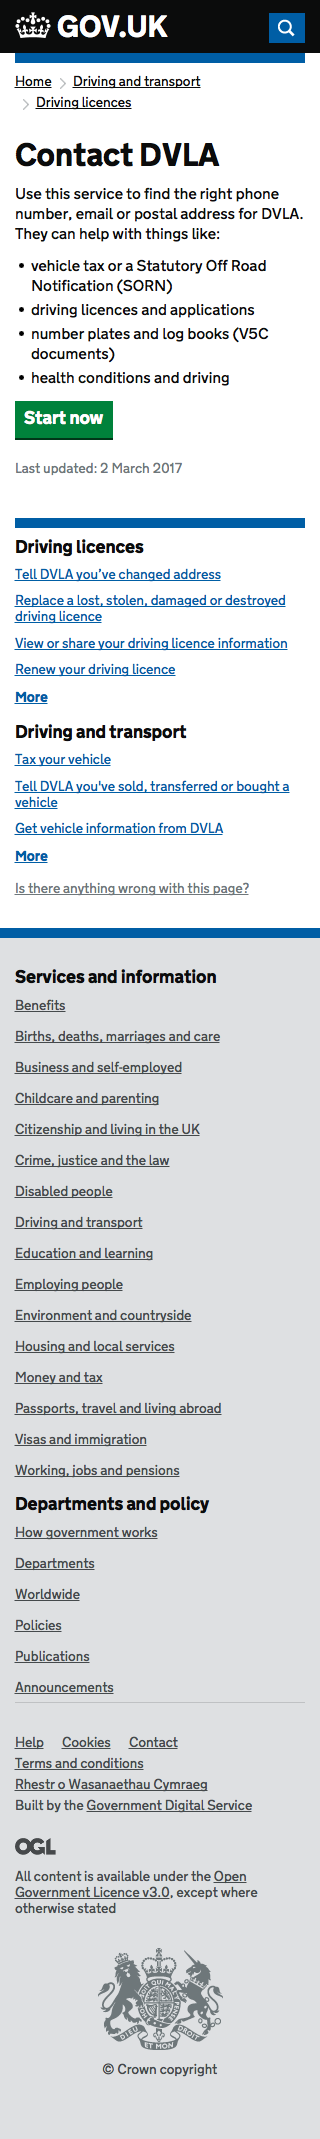 GOV.UK
Home
Driving and transport
Driving licences
Contact DVLA
Use this service to find the right phone
number, email or postal address for DVLA.
They can help with things like:
• vehicle tax or a Statutory Off Road
Notification (SORN)
• driving licences and applications
• number plates and log books (V5C
documents)
• health conditions and driving
Start now
Last updated: 2 March 2017
Driving licences
Tell DVLA you’ve changed address
Replace a lost, stolen, damaged or destroyed
driving licence
View or share your driving licence information
Renew your driving licence
More
Driving and transport
Tax your vehicle
Tell DVLA you've sold, transferred or bought a
vehicle
Get vehicle information from DVLA
More
Is there anything wrong with this page?
Services and information
Benefits
Births, deaths, marriages and care
Business and self-employed
Childcare and parenting
Citizenship and living in the UK
Crime, justice and the law
Disabled people
Driving and transport
Education and learning
Employing people
Environment and countryside
Housing and local services
Money and tax
Passports, travel and living abroad
Visas and immigration
Working, jobs and pensions
Departments and policy
How government works
Departments
Worldwide
Policies
Publications
Announcements
Help Cookies Contact
Terms and conditions
Rhestr o Wasanaethau Cymraeg
Built by the Government Digital Service
OGL
All content is available under the Open
Government Licence v3.0, except where
otherwise stated
DIEU ET MON DROIT
© Crown copyright